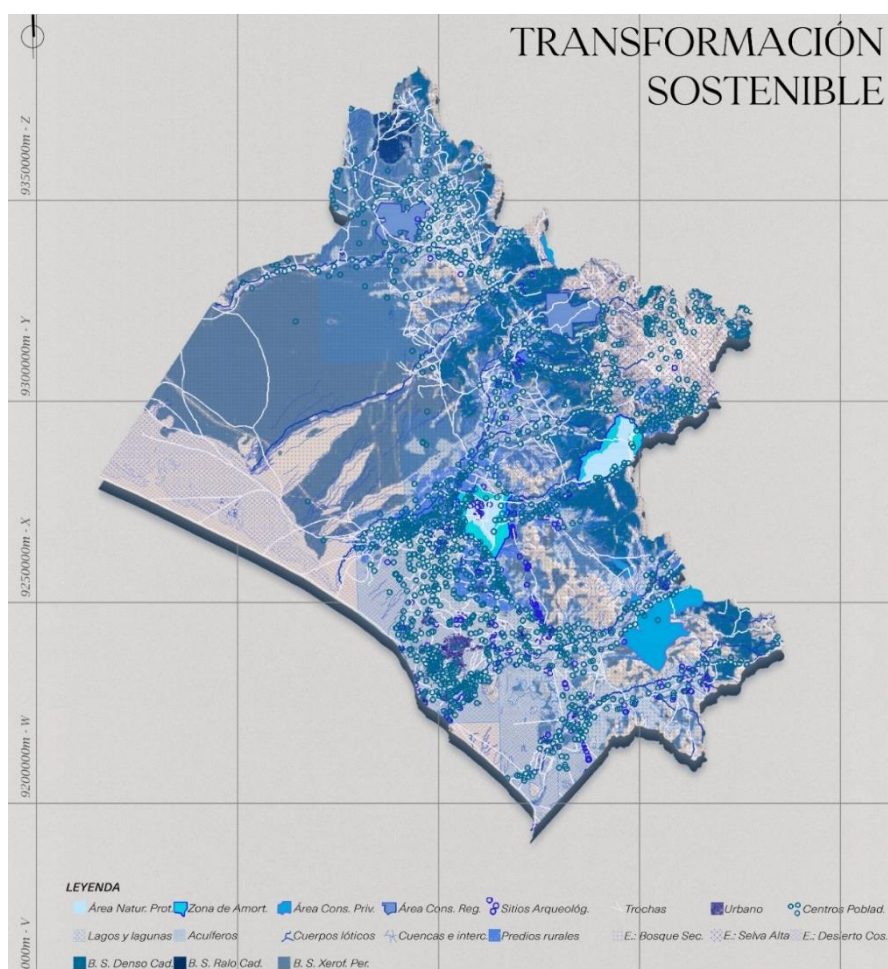 TRANSFORMACIÓN
SOSTENIBLE
9350000m - Z
9300000m - Y
9250000m - X
9200000m - W
000m - V
LEYENDA
Área Natur. Prot. Zona de Amort. Área Cons. Priv. Área Cons. Reg. Sitios Arqueológ. Trochas Urbano Centros Poblad.
Lagos y lagunas Acuíferos Cuerpos lóticos Cuencas e interc. Predios rurales E.: Bosque Sec. E.: Selva Alta E.: Desierto Cos.
B. S. Denso Cad. B. S. Ralo Cad. B. S. Xerof. Per.